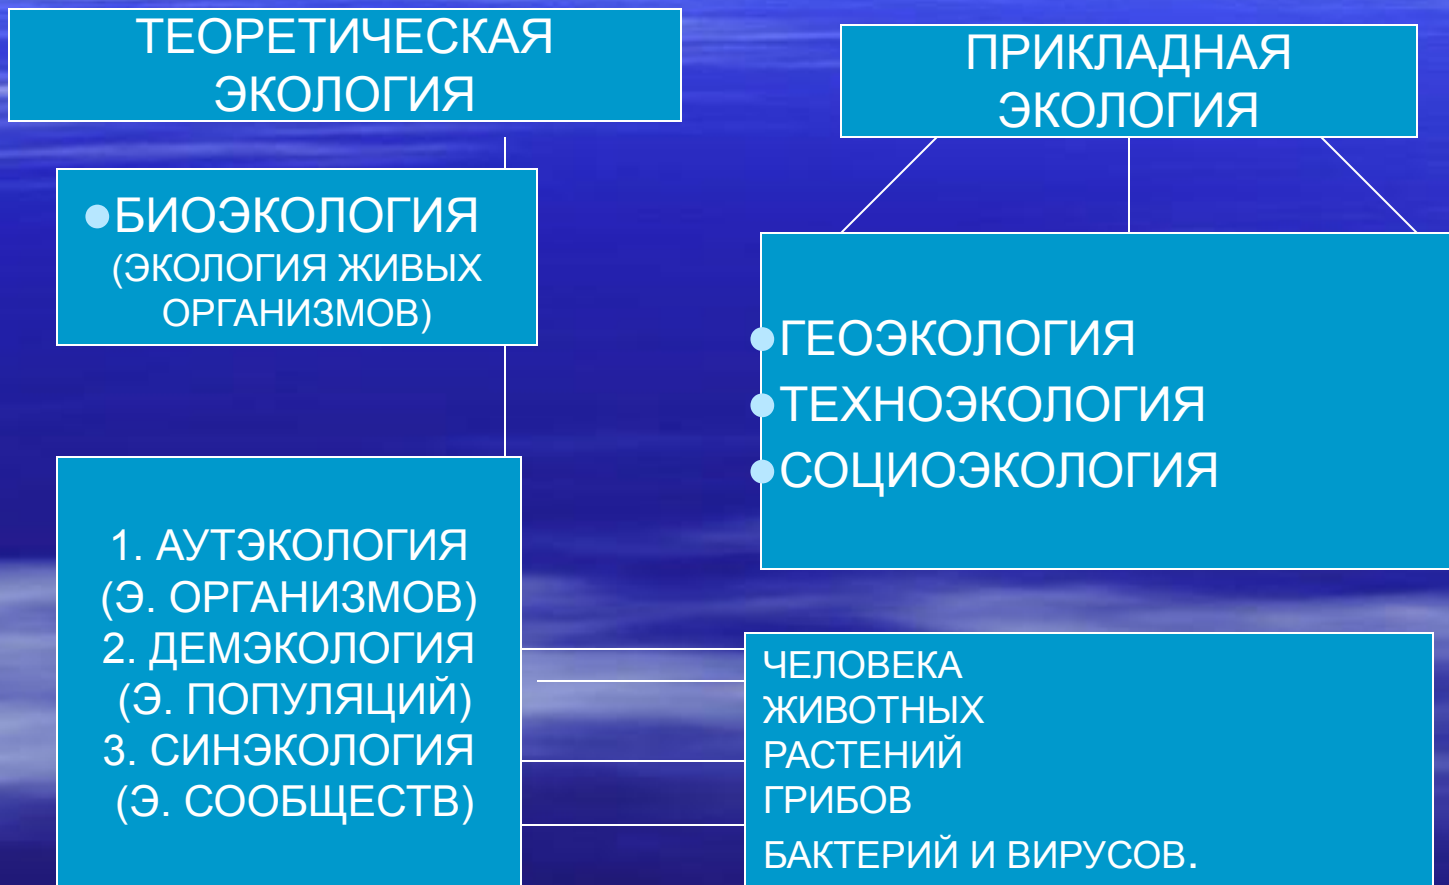 ТЕОРЕТИЧЕСКАЯ
ЭКОЛОГИЯ
ПРИКЛАДНАЯ
ЭКОЛОГИЯ
●БИОЭКОЛОГИЯ
(ЭКОЛОГИЯ ЖИВЫХ
ОРГАНИЗМОВ)
●ГЕОЭКОЛОГИЯ
●ТЕХНОЭКОЛОГИЯ
●СОЦИОЭКОЛОГИЯ
1. АУТЭКОЛОГИЯ
(Э. ОРГАНИЗМОВ)
2. ДЕМЭКОЛОГИЯ
(Э. ПОПУЛЯЦИЙ)
3. СИНЭКОЛОГИЯ
(Э. СООБЩЕСТВ)
ЧЕЛОВЕКА
ЖИВОТНЫХ
РАСТЕНИЙ
ГРИБОВ
БАКТЕРИЙ И ВИРУСОВ.